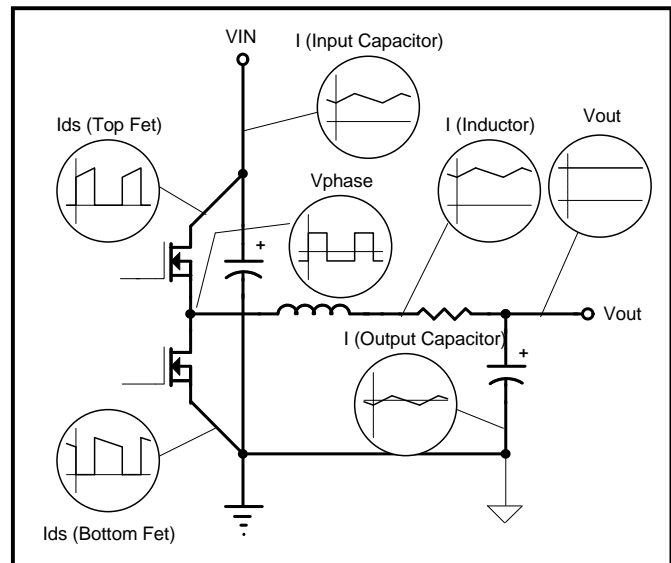 VIN
I (Input Capacitor)
Ids (Top Fet)
I (Inductor)
Vout
Vphase
+
Vout
I (Output Capacitor)
+
Ids (Bottom Fet)